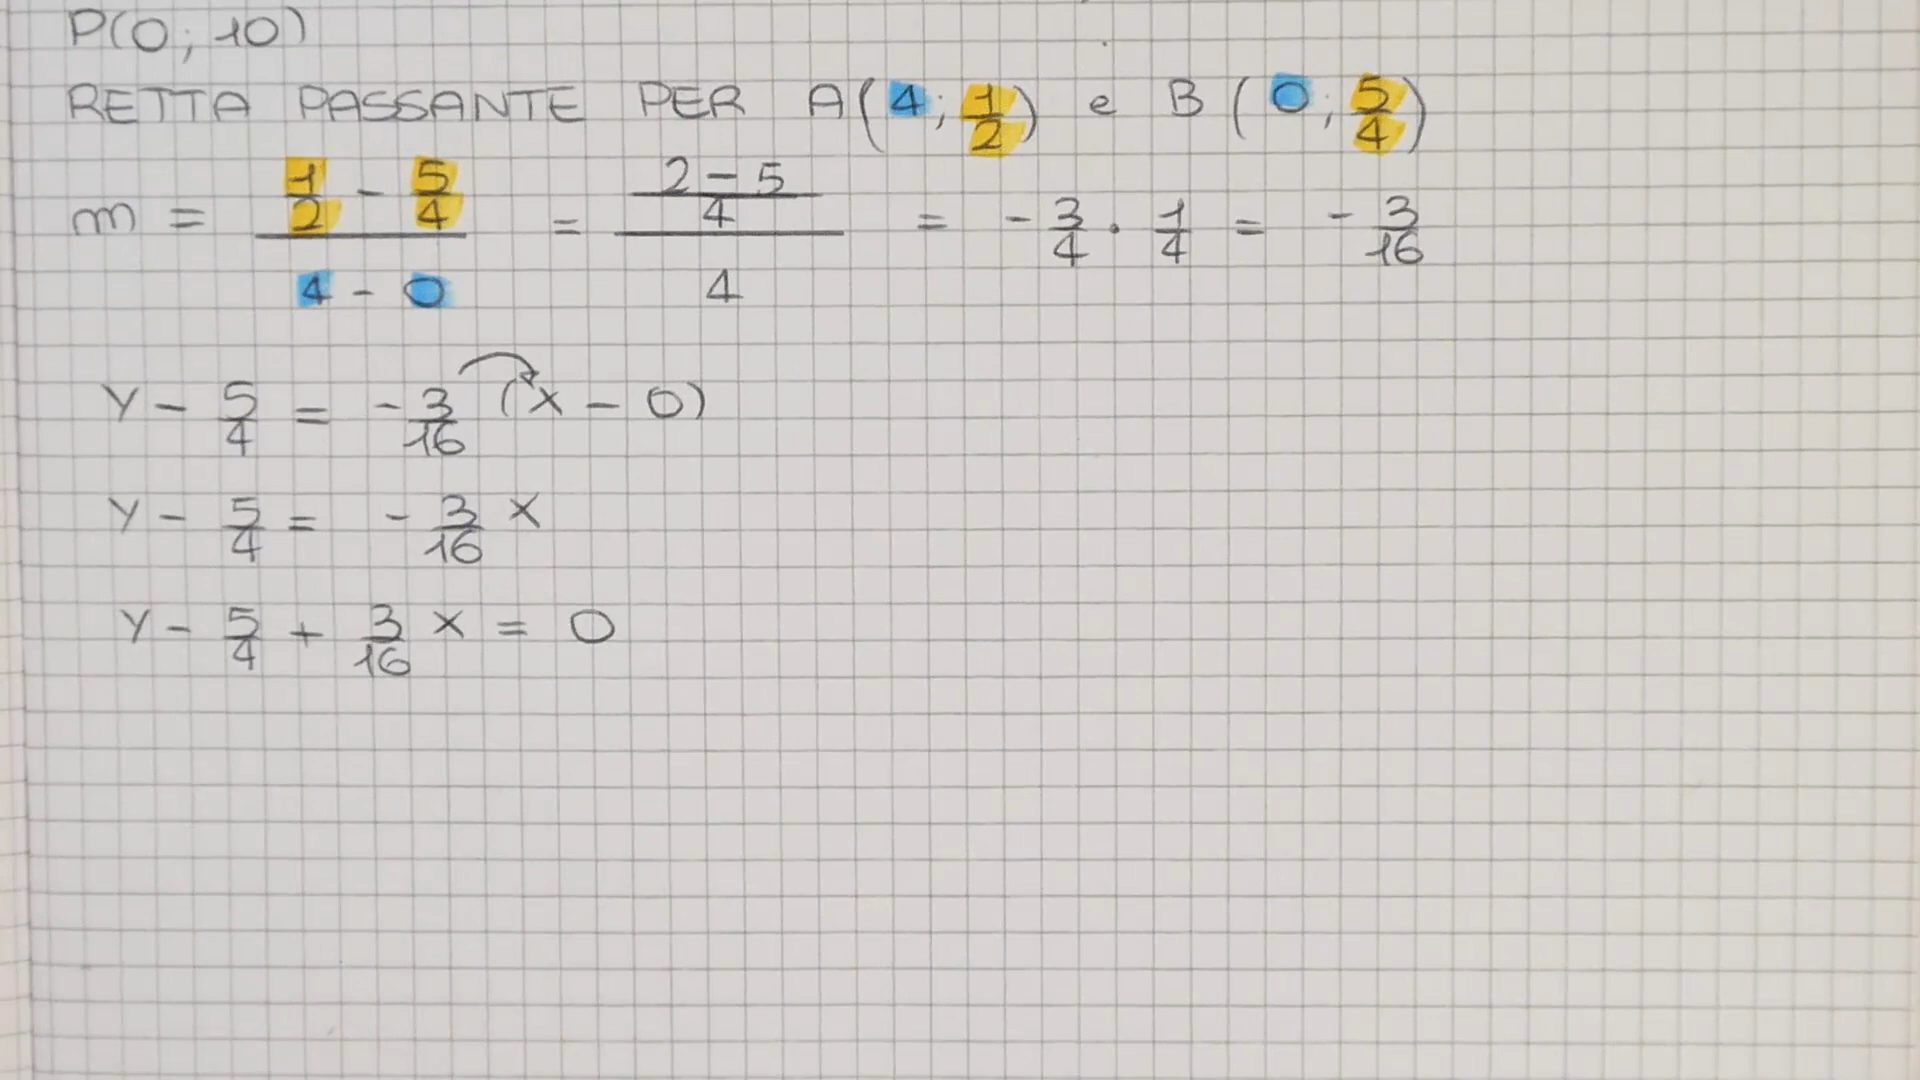 P(0; 10)
RETTA PASSANTE PER A(4; 1/2) e B(0; 5/4)
m = (1/2 - 5/4)/(4 - 0) = ((2 - 5)/4)/4 = - 3/4 · 1/4 = - 3/16
Y - 5/4 = - 3/16 (X - 0)
Y - 5/4 = - 3/16 X
Y - 5/4 + 3/16 X = 0